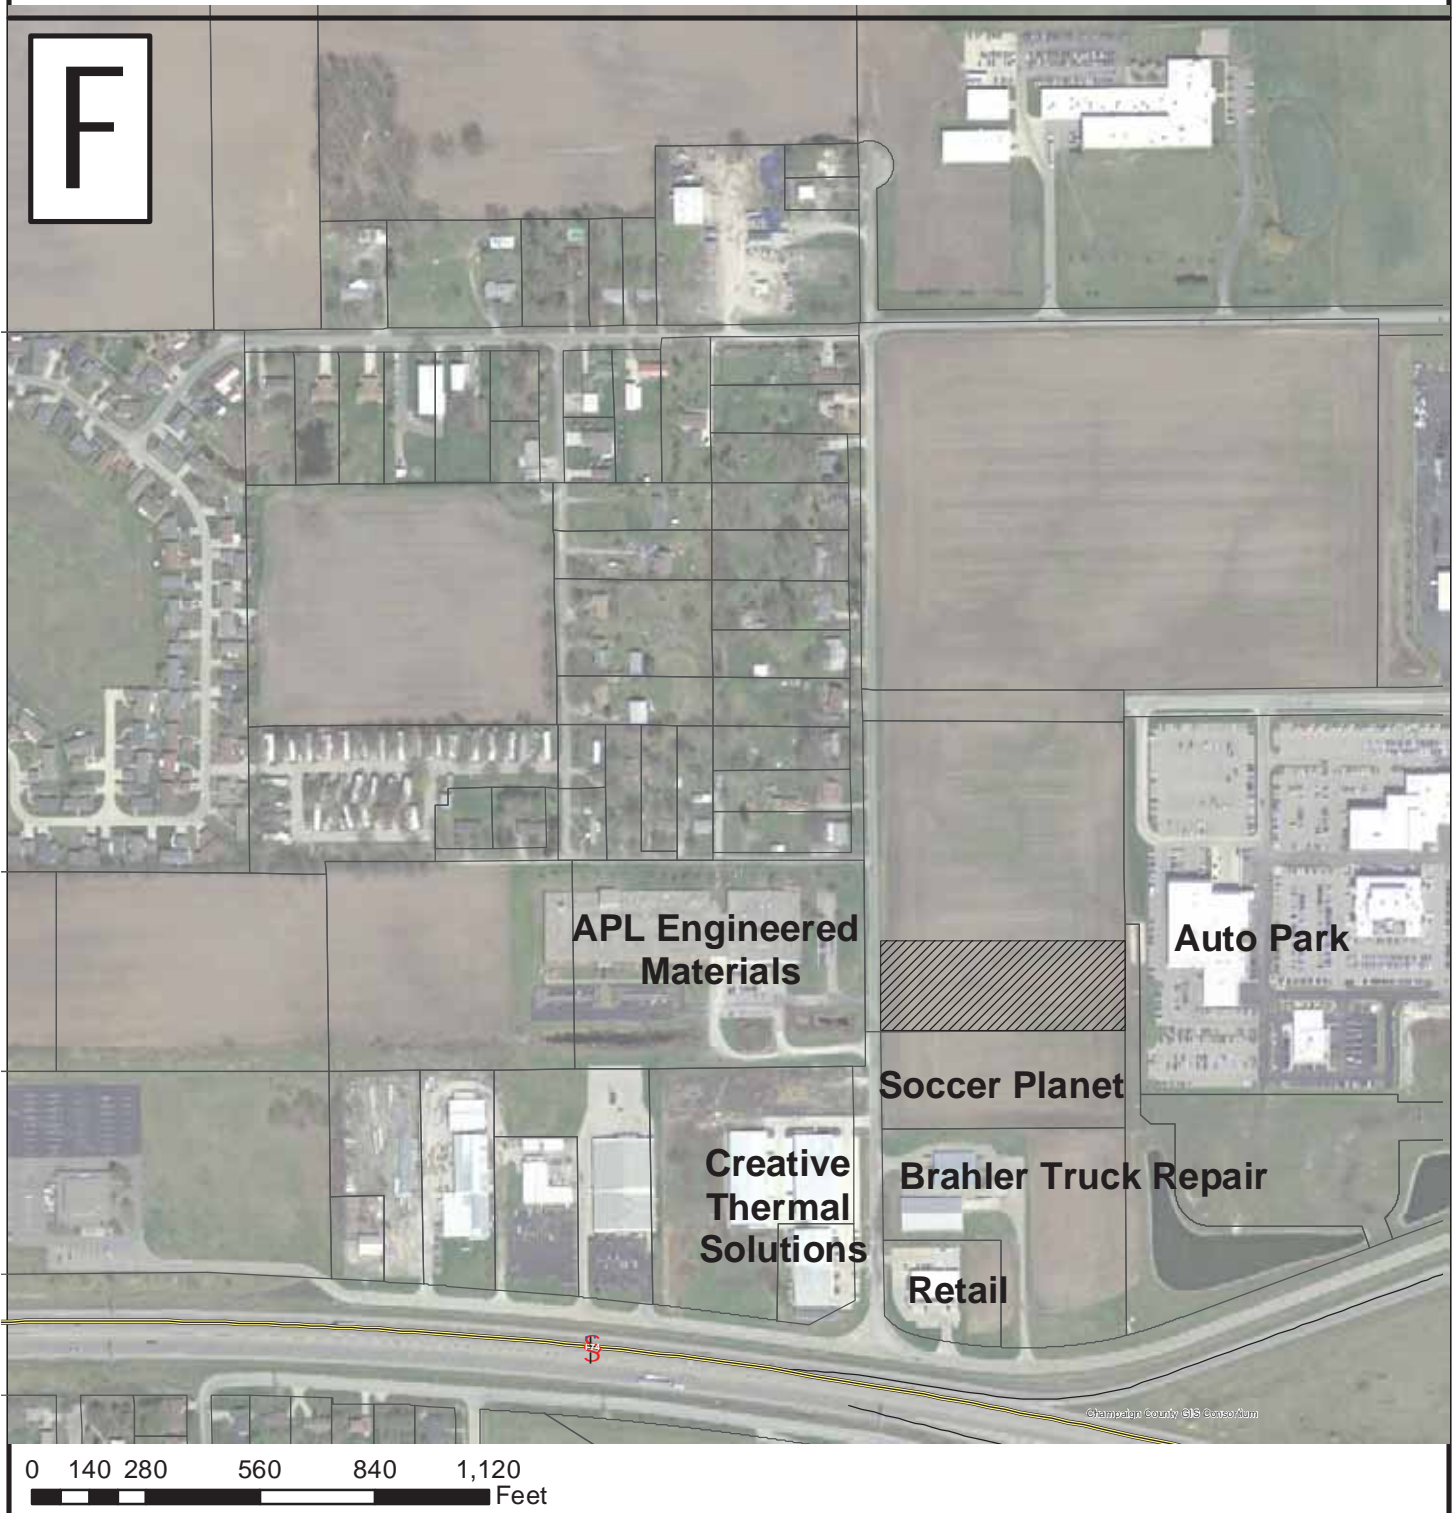 F
APL Engineered
Materials
Auto Park
Soccer Planet
Creative
Thermal
Solutions
Brahler Truck Repair
Retail
Champaign County GIS Consortium
0 140 280 560 840 1,120
Feet